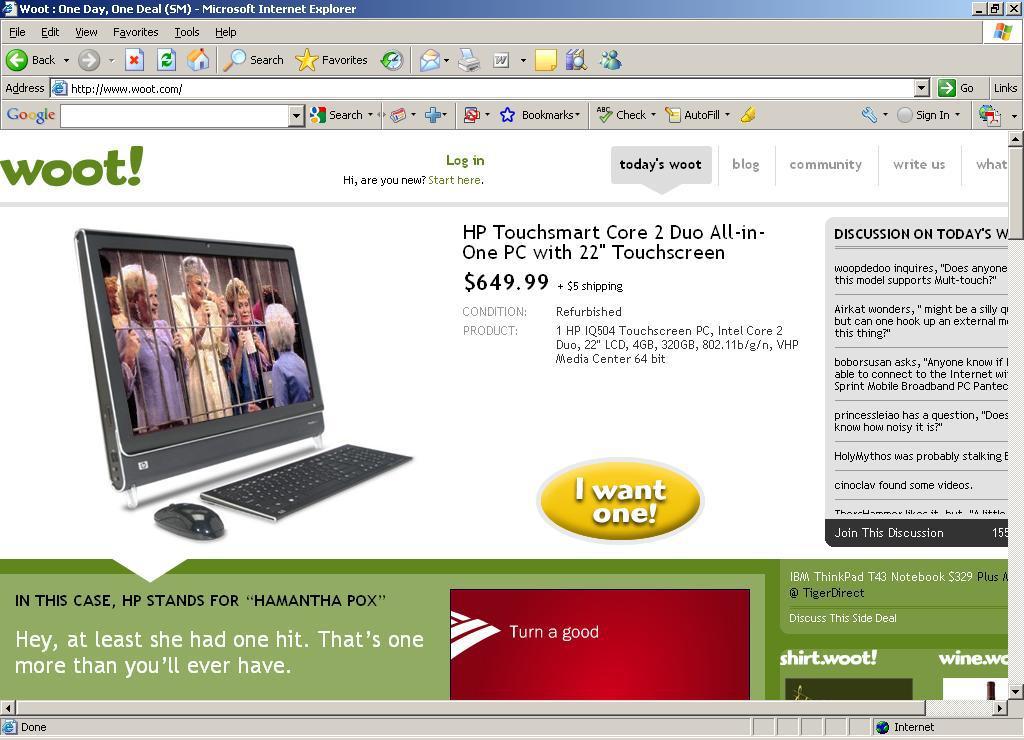 Woot : One Day, One Deal (SM) - Microsoft Internet Explorer
File Edit View Favorites Tools Help
Back Search Favorites
Address http://www.woot.com/ Go Links
Google Search Bookmarks Check AutoFill Sign In
woot!
Log in
Hi, are you new? Start here.
today's woot blog community write us what
HP Touchsmart Core 2 Duo All-in-
One PC with 22" Touchscreen
$649.99 + $5 shipping
CONDITION: Refurbished
PRODUCT: 1 HP IQ504 Touchscreen PC, Intel Core 2
Duo, 22" LCD, 4GB, 320GB, 802.11b/g/n, VHP
Media Center 64 bit
I want
one!
DISCUSSION ON TODAY'S W
woopdedoo inquires, "Does anyone
this model supports Mult-touch?"
Airkat wonders, " might be a silly q
but can one hook up an external m
this thing?"
boborsusan asks, "Anyone know if I
able to connect to the Internet wi
Sprint Mobile Broadband PC Pantec
princessleiao has a question, "Does
know how noisy it is?"
HolyMythos was probably stalking E
cinoclav found some videos.
ThorsHammer likes it, but, "A little
Join This Discussion 155
IN THIS CASE, HP STANDS FOR “HAMANTHA POX”
Hey, at least she had one hit. That’s one
more than you’ll ever have.
Turn a good
IBM ThinkPad T43 Notebook $329 Plus M
@ TigerDirect
Discuss This Side Deal
shirt.woot! wine.wo
Done Internet